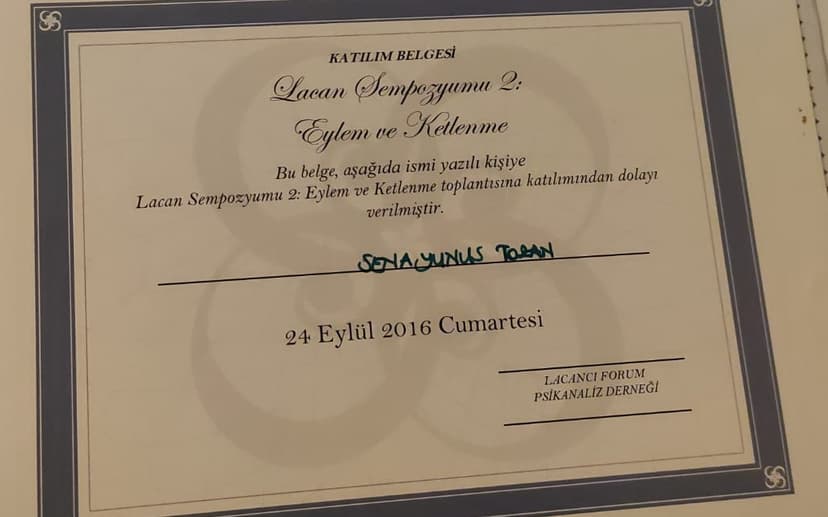 KATILIM BELGESİ
Lacan Sempozyumu 2:
Eylem ve Ketlenme
Bu belge, aşağıda ismi yazılı kişiye
Lacan Sempozyumu 2: Eylem ve Ketlenme toplantısına katılımından dolayı
verilmiştir.
SENA YUNUS
24 Eylül 2016 Cumartesi
LACANCI FORUM
PSİKANALİZ DERNEĞİ